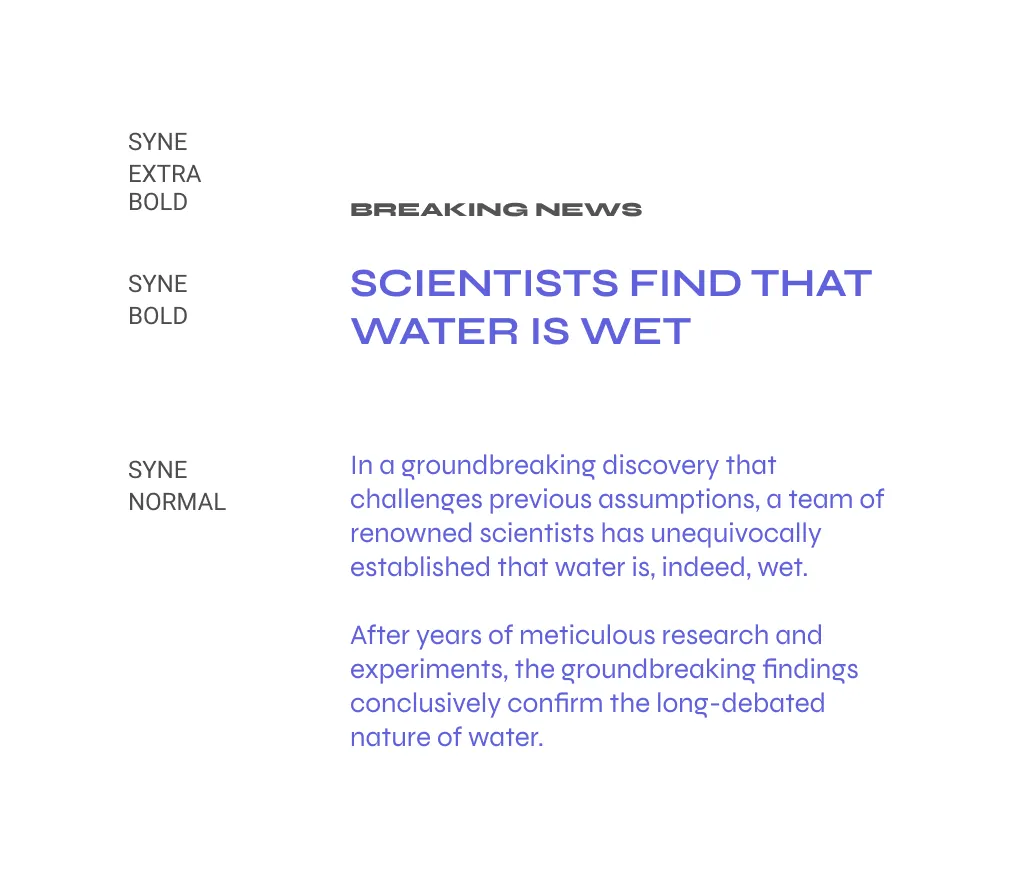 SYNE
EXTRA
BOLD
BREAKING NEWS
SYNE
BOLD
SCIENTISTS FIND THAT
WATER IS WET
SYNE
NORMAL
In a groundbreaking discovery that
challenges previous assumptions, a team of
renowned scientists has unequivocally
established that water is, indeed, wet.
After years of meticulous research and
experiments, the groundbreaking findings
conclusively confirm the long-debated
nature of water.